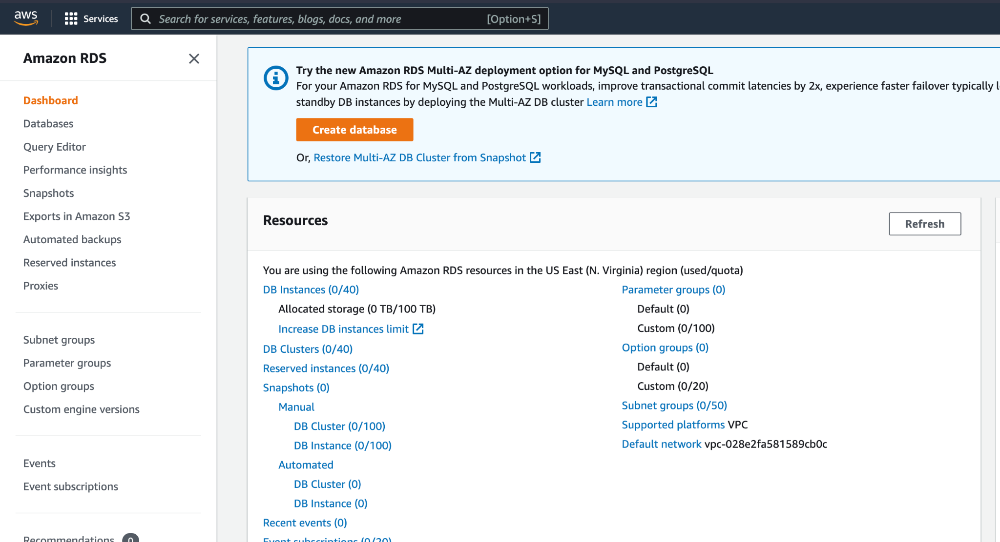 aws
Services
Search for services, features, blogs, docs, and more
[Option+S]
Amazon RDS
Dashboard
Databases
Query Editor
Performance insights
Snapshots
Exports in Amazon S3
Automated backups
Reserved instances
Proxies
Subnet groups
Parameter groups
Option groups
Custom engine versions
Events
Event subscriptions
Recommendations 0
Try the new Amazon RDS Multi-AZ deployment option for MySQL and PostgreSQL
For your Amazon RDS for MySQL and PostgreSQL workloads, improve transactional commit latencies by 2x, experience faster failover typically
standby DB instances by deploying the Multi-AZ DB cluster Learn more
Create database
Or, Restore Multi-AZ DB Cluster from Snapshot
Resources
Refresh
You are using the following Amazon RDS resources in the US East (N. Virginia) region (used/quota)
DB Instances (0/40)
Allocated storage (0 TB/100 TB)
Increase DB instances limit
DB Clusters (0/40)
Reserved instances (0/40)
Snapshots (0)
Manual
DB Cluster (0/100)
DB Instance (0/100)
Automated
DB Cluster (0)
DB Instance (0)
Recent events (0)
Event subscriptions (0/20)
Parameter groups (0)
Default (0)
Custom (0/100)
Option groups (0)
Default (0)
Custom (0/20)
Subnet groups (0/50)
Supported platforms VPC
Default network vpc-028e2fa581589cb0c